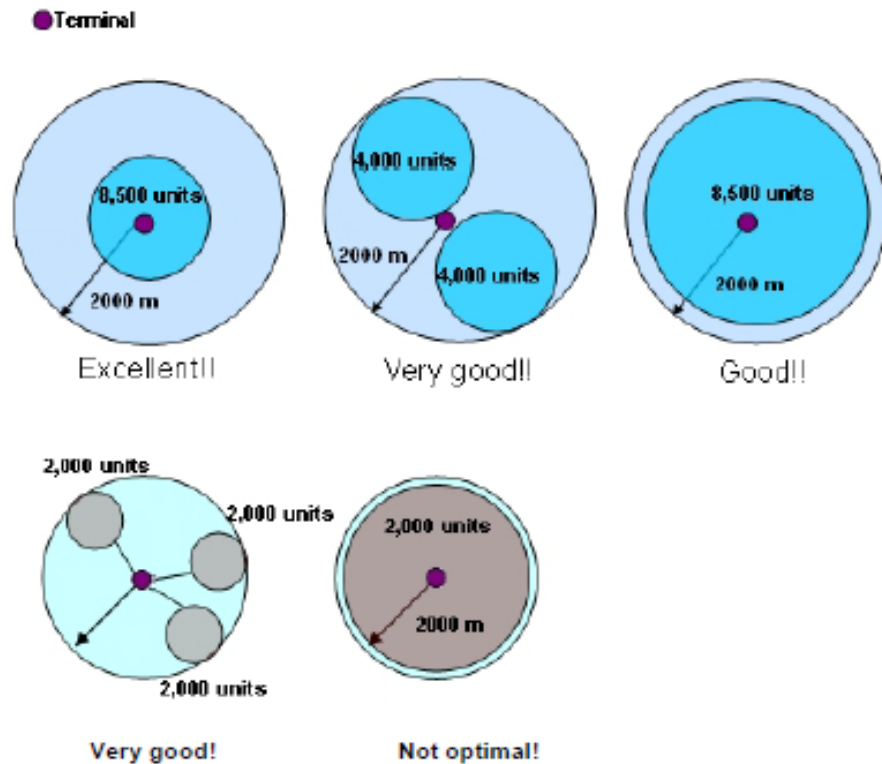 Terminal
8,500 units
2000 m
Excellent!!
4,000 units
2000 m
4,000 units
Very good!!
8,500 units
2000 m
Good!!
2,000 units
2,000 units
2,000 units
Very good!
2,000 units
2000 m
Not optimal!